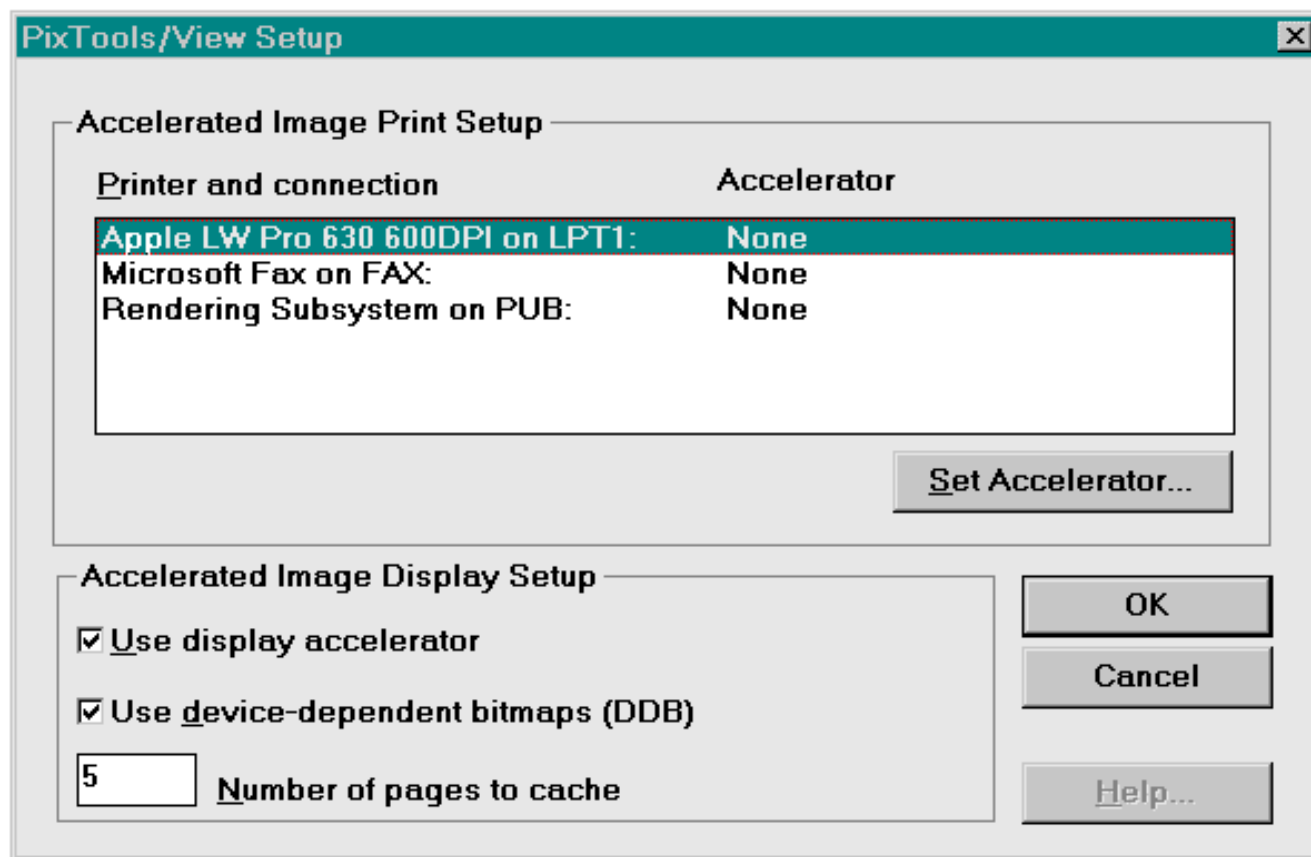 PixTools/View Setup
Accelerated Image Print Setup
Printer and connection Accelerator
Apple LW Pro 630 600DPI on LPT1: None
Microsoft Fax on FAX: None
Rendering Subsystem on PUB: None
Set Accelerator...
Accelerated Image Display Setup
Use display accelerator
Use device-dependent bitmaps (DDB)
5 Number of pages to cache
OK
Cancel
Help...